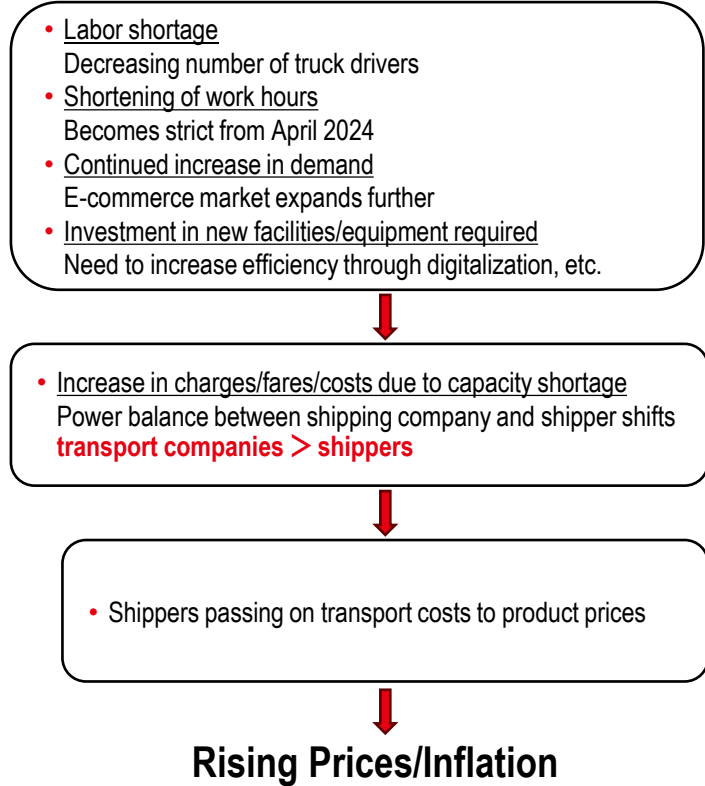 • Labor shortage
Decreasing number of truck drivers
• Shortening of work hours
Becomes strict from April 2024
• Continued increase in demand
E-commerce market expands further
• Investment in new facilities/equipment required
Need to increase efficiency through digitalization, etc.
• Increase in charges/fares/costs due to capacity shortage
Power balance between shipping company and shipper shifts
transport companies > shippers
• Shippers passing on transport costs to product prices
Rising Prices/Inflation